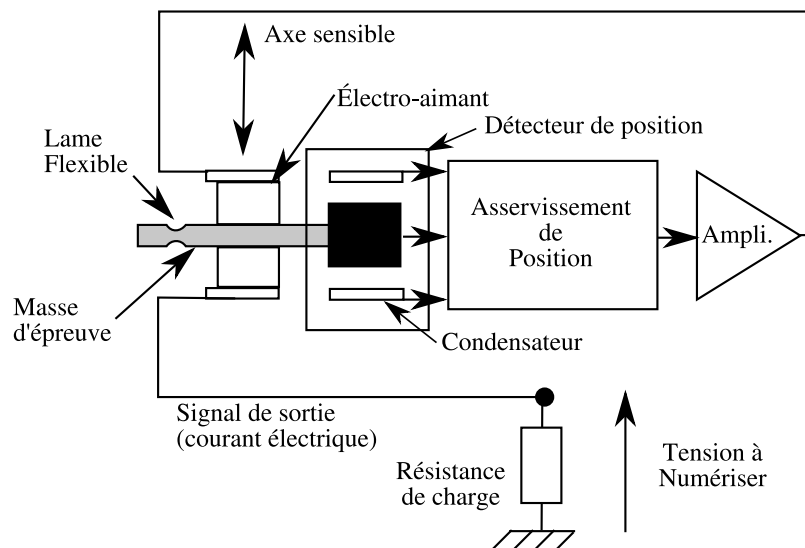 Axe sensible
Électro-aimant
Détecteur de position
Lame
Flexible
Asservissement
de
Position
Ampli.
Masse
d'épreuve
Condensateur
Signal de sortie
(courant électrique)
Résistance
de charge
Tension à
Numériser